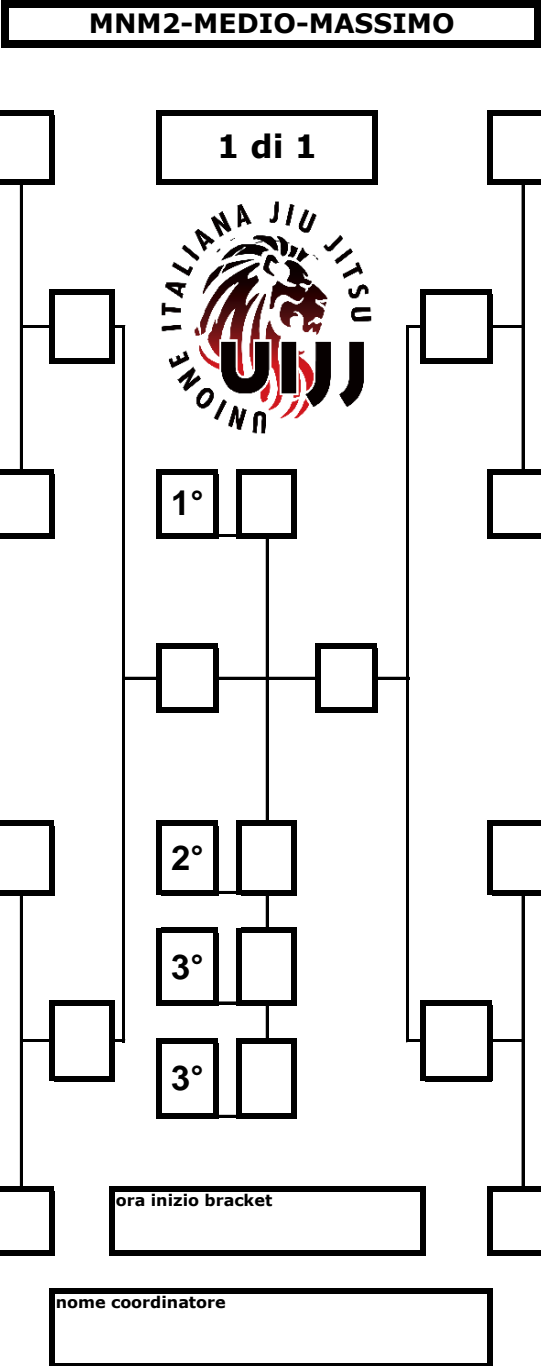 MNM2-MEDIO-MASSIMO
1 di 1
UNIONE ITALIANA JIU JITSU
UIJJ
1°
2°
3°
3°
ora inizio bracket
nome coordinatore